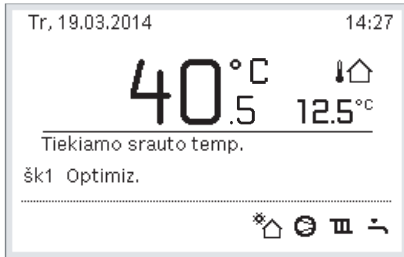 Tr, 19.03.2014 14:27
40.5°C 12.5°C
Tiekiamo srauto temp.
šk1 Optimiz.